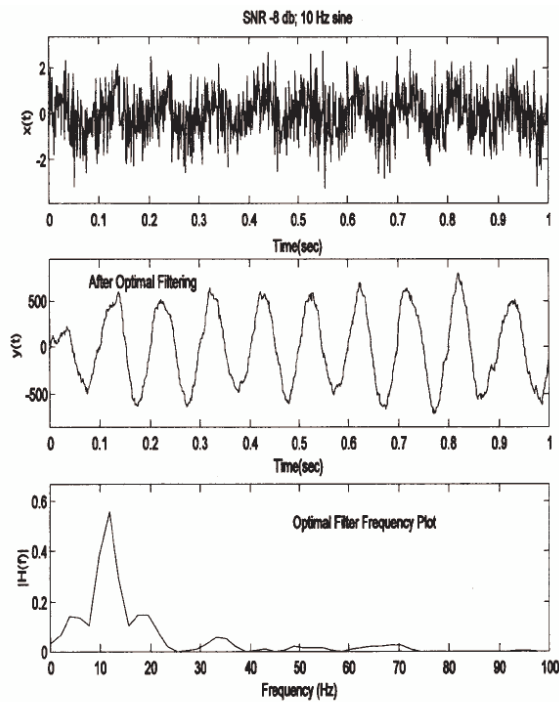 SNR -8 db; 10 Hz sine
2
0
-2
x(t)
0 0.1 0.2 0.3 0.4 0.5 0.6 0.7 0.8 0.9 1
Time(sec)
After Optimal Filtering
500
0
-500
y(t)
0 0.1 0.2 0.3 0.4 0.5 0.6 0.7 0.8 0.9 1
Time(sec)
Optimal Filter Frequency Plot
0.6
0.4
0.2
0
|H(f)|
0 10 20 30 40 50 60 70 80 90 100
Frequency (Hz)